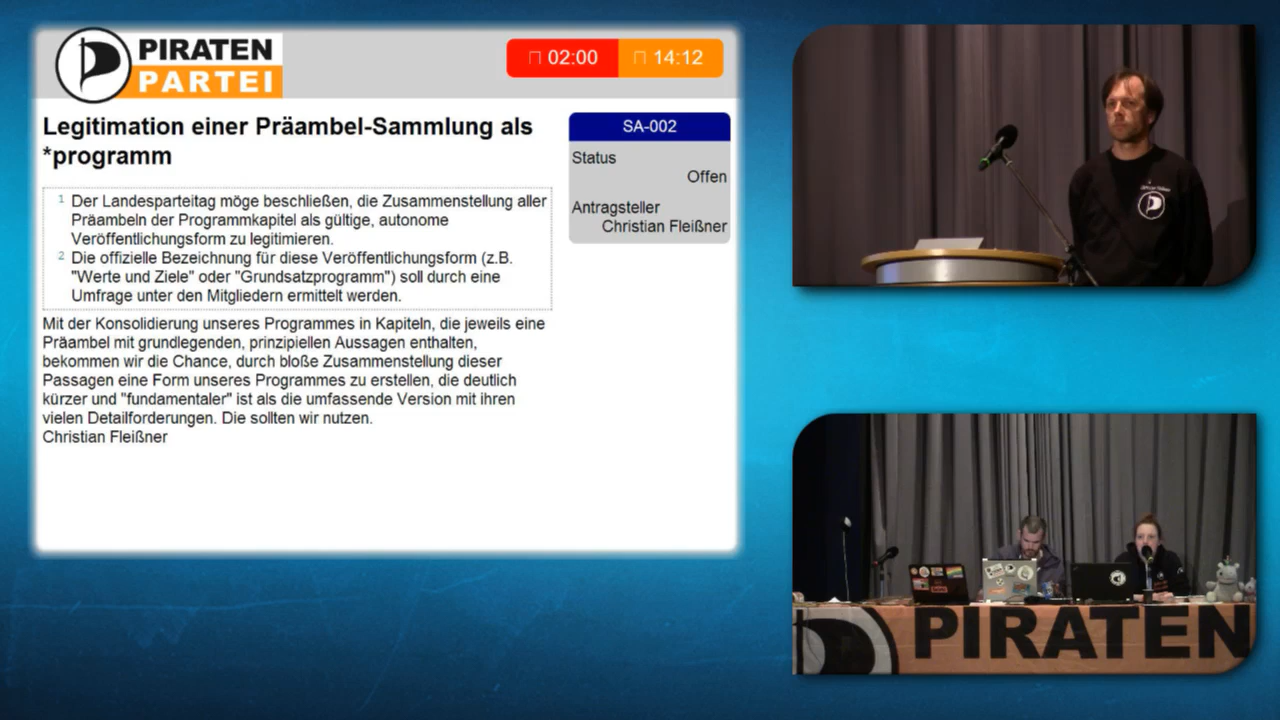 PIRATEN
PARTEI
02:00
14:12
Legitimation einer Präambel-Sammlung als
*programm
1 Der Landesparteitag möge beschließen, die Zusammenstellung aller
Präambeln der Programmkapitel als gültige, autonome
Veröffentlichungsform zu legitimieren.
2 Die offizielle Bezeichnung für diese Veröffentlichungsform (z.B.
"Werte und Ziele" oder "Grundsatzprogramm") soll durch eine
Umfrage unter den Mitgliedern ermittelt werden.
Mit der Konsolidierung unseres Programmes in Kapiteln, die jeweils eine
Präambel mit grundlegenden, prinzipiellen Aussagen enthalten,
bekommen wir die Chance, durch bloße Zusammenstellung dieser
Passagen eine Form unseres Programmes zu erstellen, die deutlich
kürzer und "fundamentaler" ist als die umfassende Version mit ihren
vielen Detailforderungen. Die sollten wir nutzen.
Christian Fleißner
SA-002
Status
Offen
Antragsteller
Christian Fleißner
PIRATEN